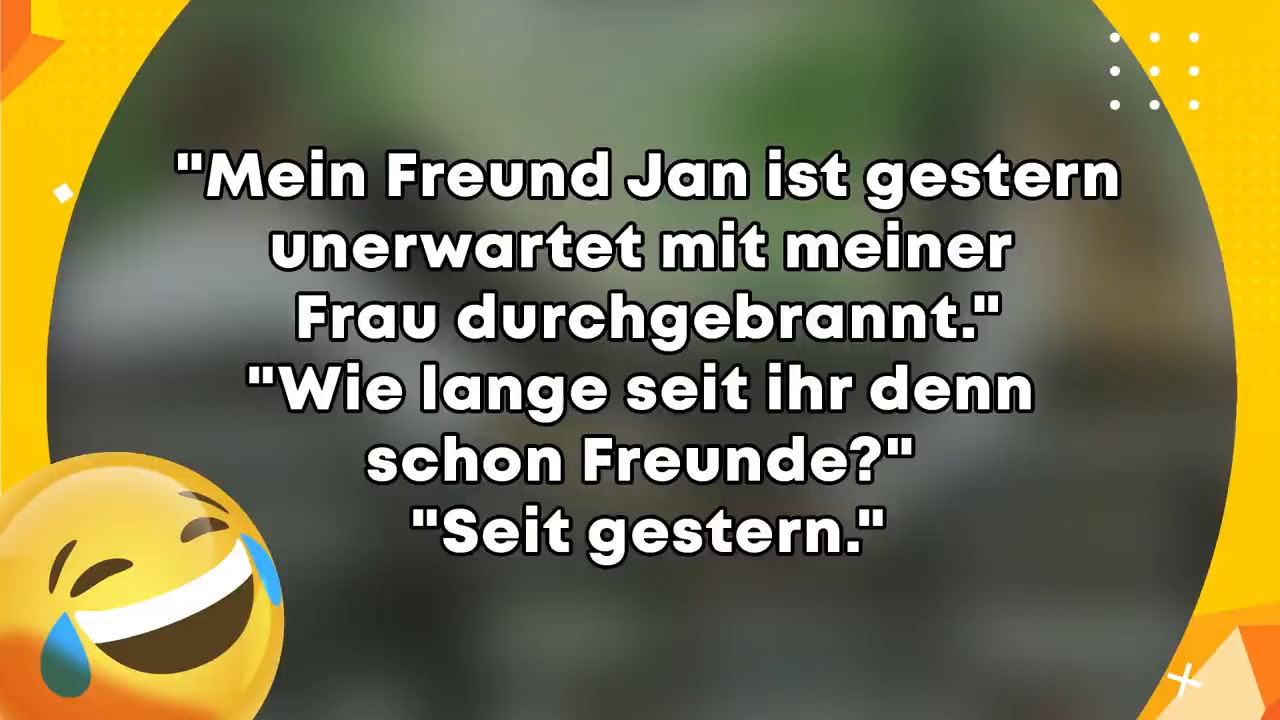 "Mein Freund Jan ist gestern
unerwartet mit meiner
Frau durchgebrannt."
"Wie lange seit ihr denn
schon Freunde?"
"Seit gestern."